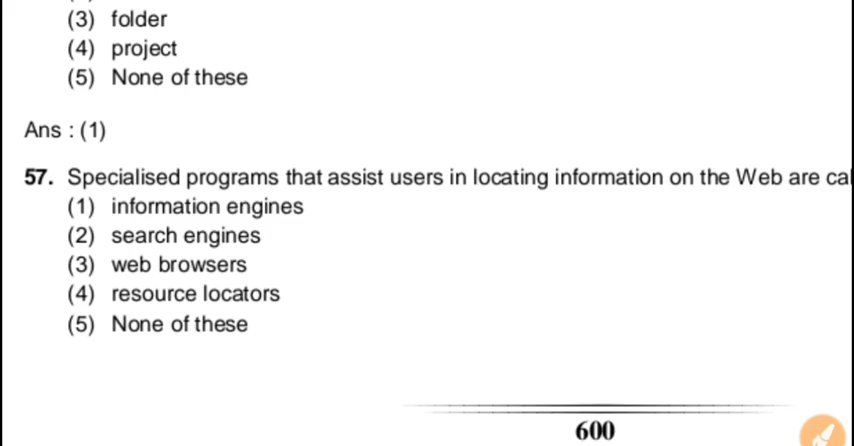 (3) folder
(4) project
(5) None of these
Ans : (1)
57. Specialised programs that assist users in locating information on the Web are
(1) information engines
(2) search engines
(3) web browsers
(4) resource locators
(5) None of these
600